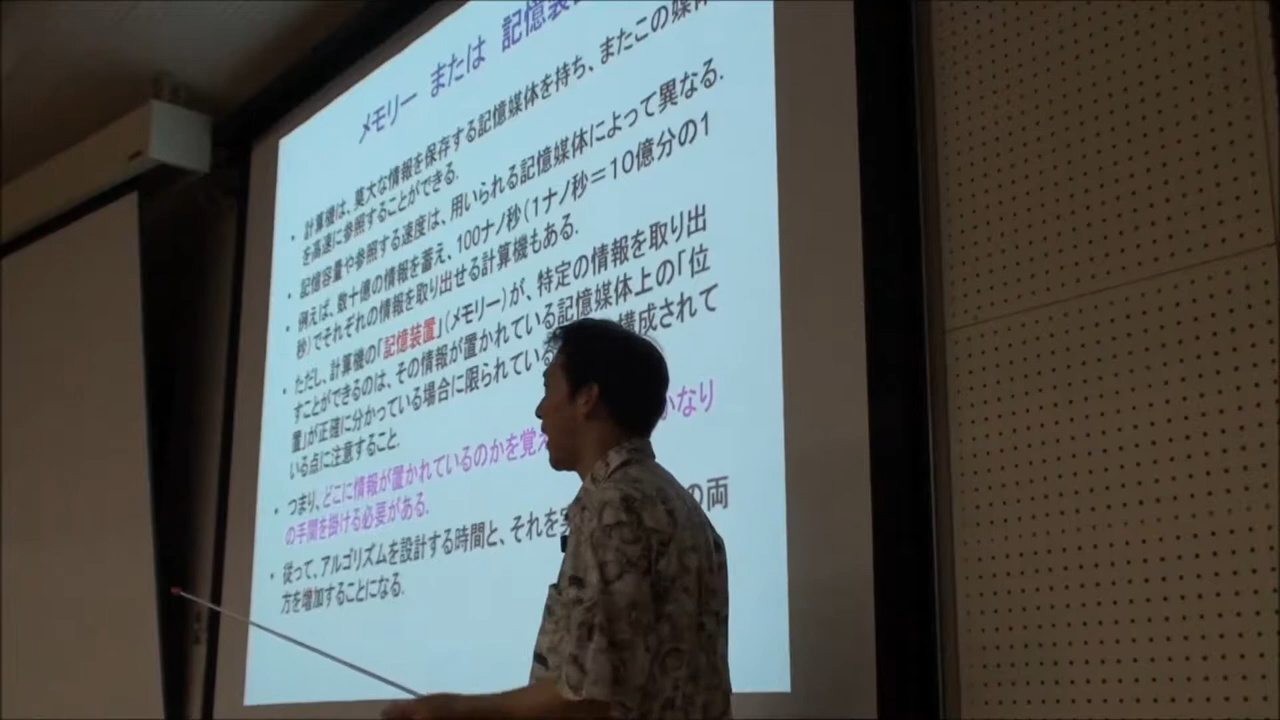 メモリー または 記憶装
・計算機は、莫大な情報を保存する記憶媒体を持ち、またこの媒体
を高速に参照することができる.
・記憶容量や参照する速度は、用いられる記憶媒体によって異なる.
・例えば、数十億の情報を蓄え、100ナノ秒(1ナノ秒=10億分の1
秒)でそれぞれの情報を取り出せる計算機もある.
・ただし、計算機の「記憶装置」(メモリー)が、特定の情報を取り出
すことができるのは、その情報が置かれている記憶媒体上の「位
置」が正確に分かっている場合に限られている 構成されて
いる点に注意すること.
・つまり、どこに情報が置かれているのかを覚え かなり
の手間を掛ける必要がある.
・従って、アルゴリズムを設計する時間と、それを実 の両
方を増加することになる.